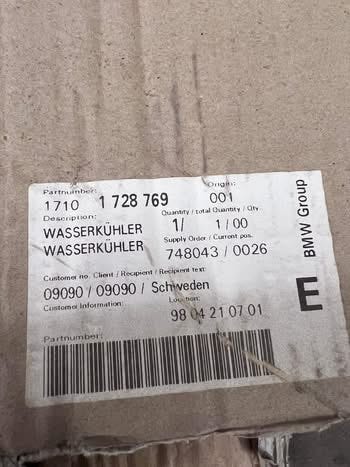 Partnumber:
Origin:
1710 1 728 769
001
Description:
Quantity / total Quantity / Qty
WASSERKÜHLER
1/ 1/00
WASSERKÜHLER
Supply Order / Current pos.
748043 / 0026
Customer no. Client / Recipient / Recipient text
09090 / 09090 / Schweden
Customer Information:
Location:
98 04 21 07 01
Partnumber:
BMW Group
E